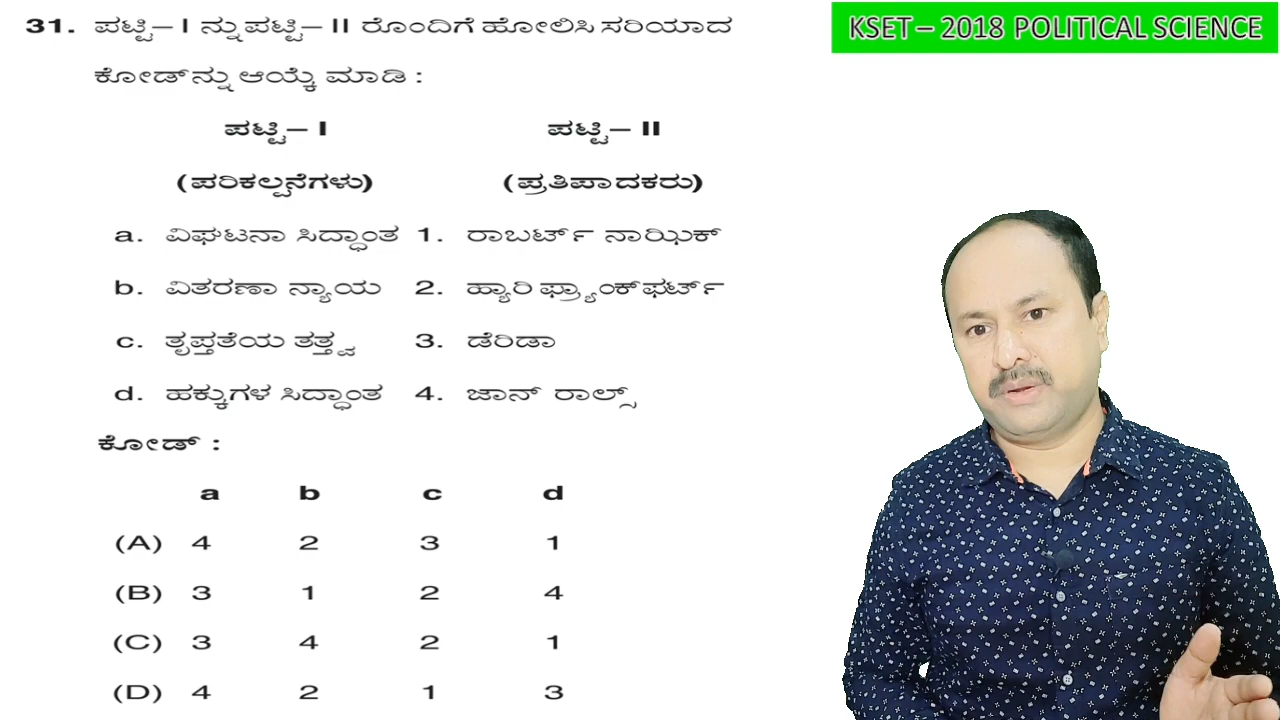 31. ಪಟ್ಟಿ– I ನ್ನು ಪಟ್ಟಿ– II ರೊಂದಿಗೆ ಹೋಲಿಸಿ ಸರಿಯಾದ
KSET – 2018 POLITICAL SCIENCE
ಕೋಡ್‌ನ್ನು ಆಯ್ಕೆ ಮಾಡಿ :
ಪಟ್ಟಿ– I ಪಟ್ಟಿ– II
(ಪರಿಕಲ್ಪನೆಗಳು) (ಪ್ರತಿಪಾದಕರು)
a. ವಿಘಟನಾ ಸಿದ್ಧಾಂತ 1. ರಾಬರ್ಟ್ ನಾಝಿಕ್
b. ವಿತರಣಾ ನ್ಯಾಯ 2. ಹ್ಯಾರಿ ಫ್ರ್ಯಾಂಕ್‌ಫರ್ಟ್
c. ತೃಪ್ತತೆಯ ತತ್ತ್ವ 3. ಡೆರಿಡಾ
d. ಹಕ್ಕುಗಳ ಸಿದ್ಧಾಂತ 4. ಜಾನ್ ರಾಲ್ಸ್
ಕೋಡ್ :
a b c d
(A) 4 2 3 1
(B) 3 1 2 4
(C) 3 4 2 1
(D) 4 2 1 3